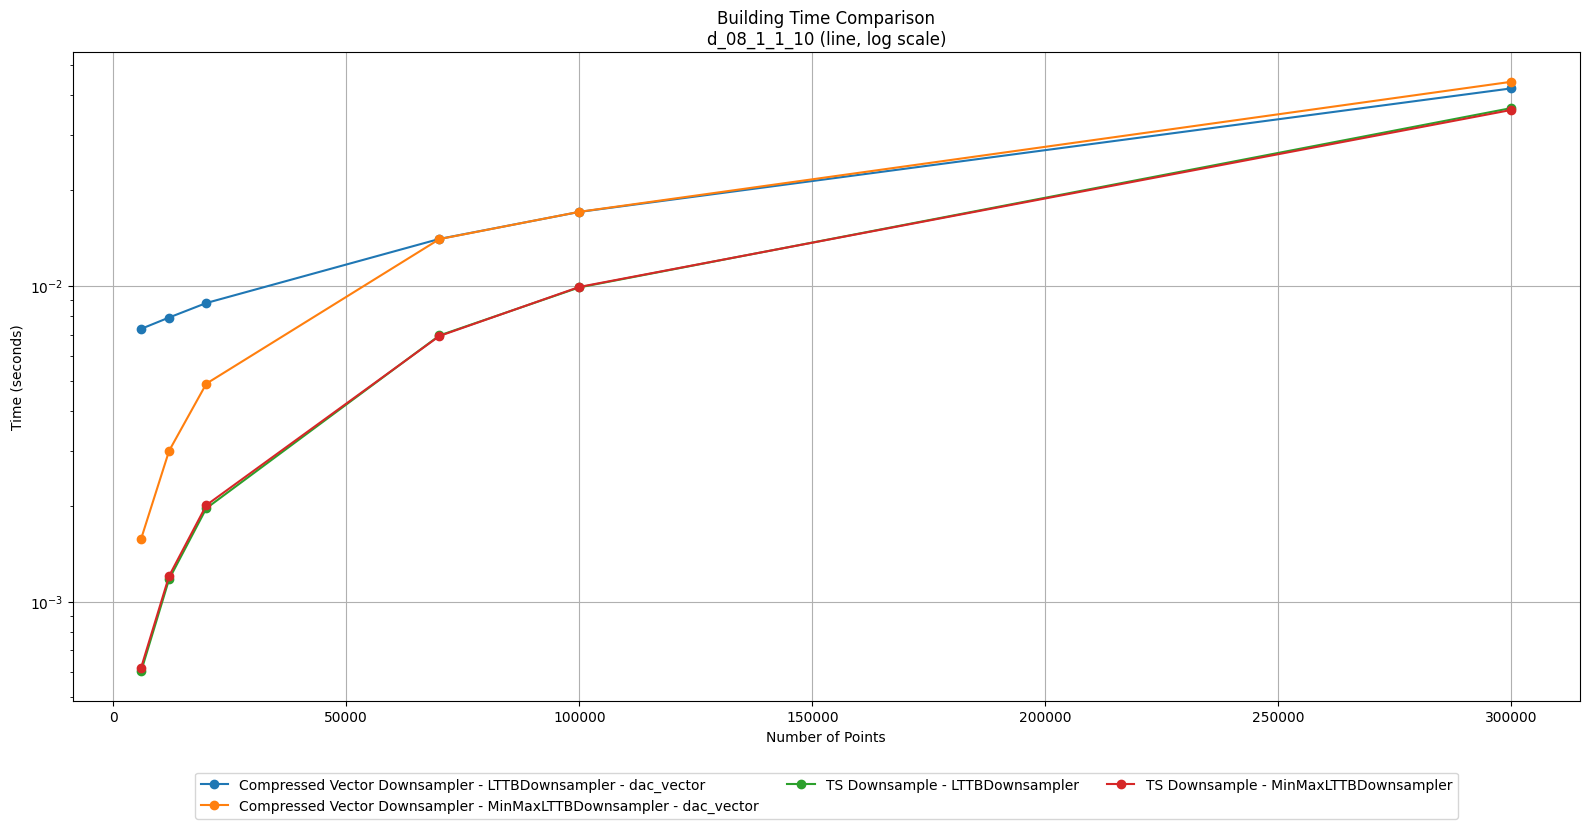 Building Time Comparison
d_08_1_1_10 (line, log scale)
Time (seconds)
10⁻²
10⁻³
0 50000 100000 150000 200000 250000 300000
Number of Points
Compressed Vector Downsampler - LTTBDownsampler - dac_vector
Compressed Vector Downsampler - MinMaxLTTBDownsampler - dac_vector
TS Downsample - LTTBDownsampler
TS Downsample - MinMaxLTTBDownsampler